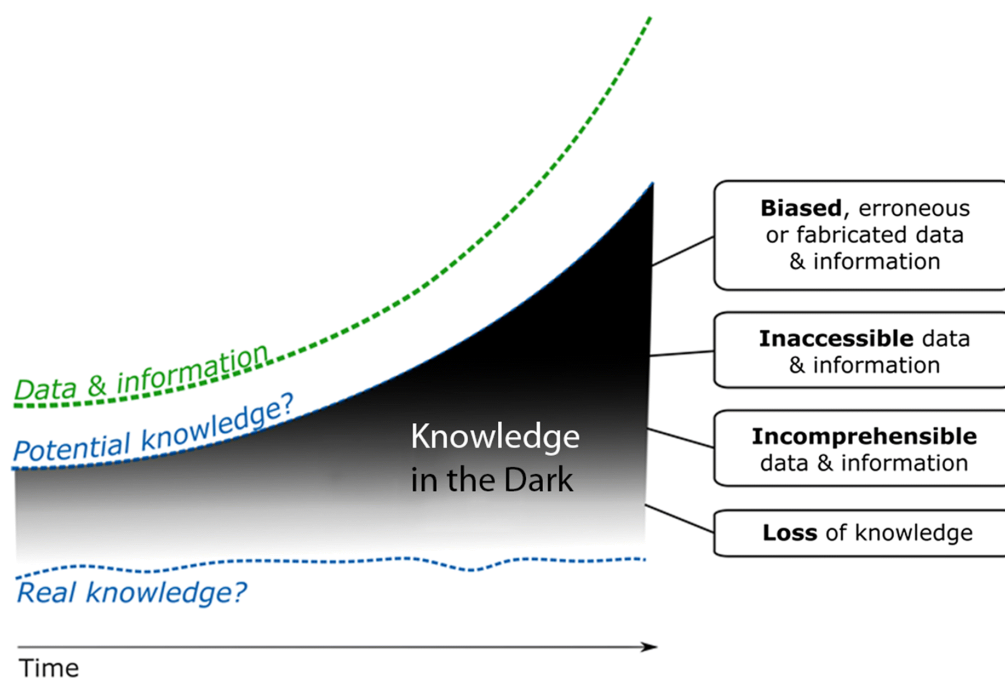 Data & information
Potential knowledge?
Knowledge
in the Dark
Real knowledge?
Time
Biased, erroneous
or fabricated data
& information
Inaccessible data
& information
Incomprehensible
data & information
Loss of knowledge